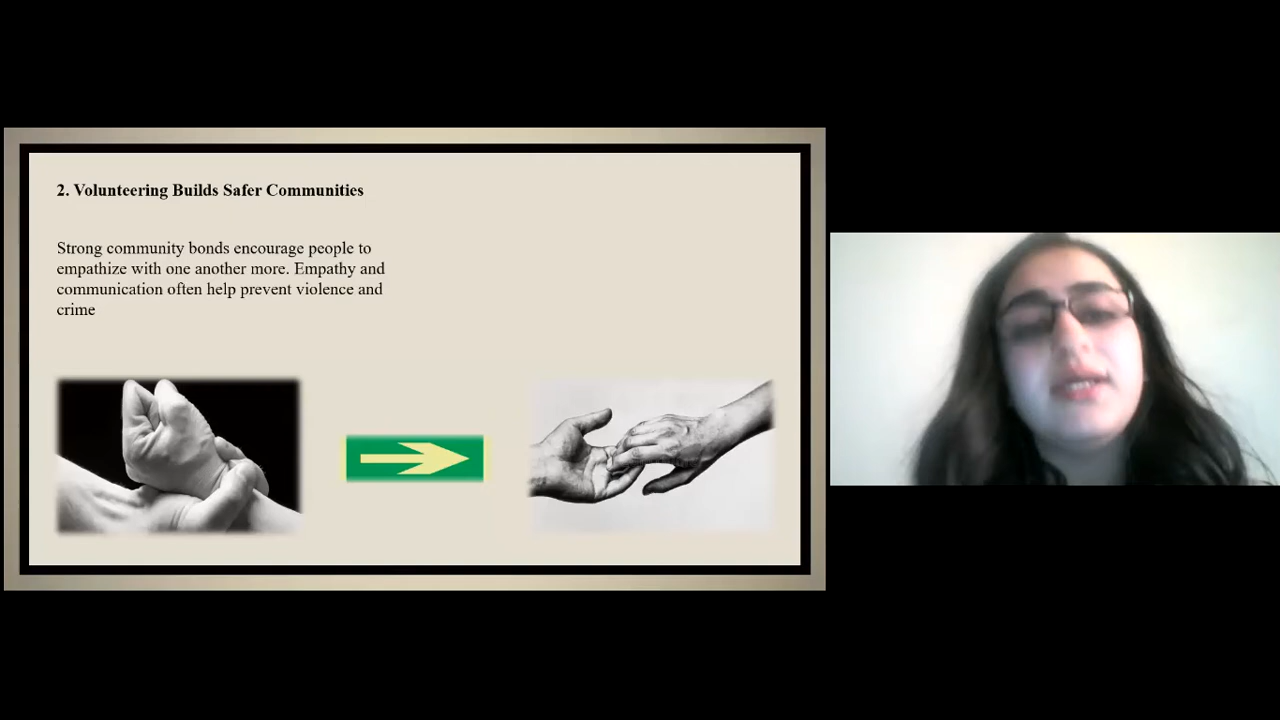 2. Volunteering Builds Safer Communities
Strong community bonds encourage people to
empathize with one another more. Empathy and
communication often help prevent violence and
crime